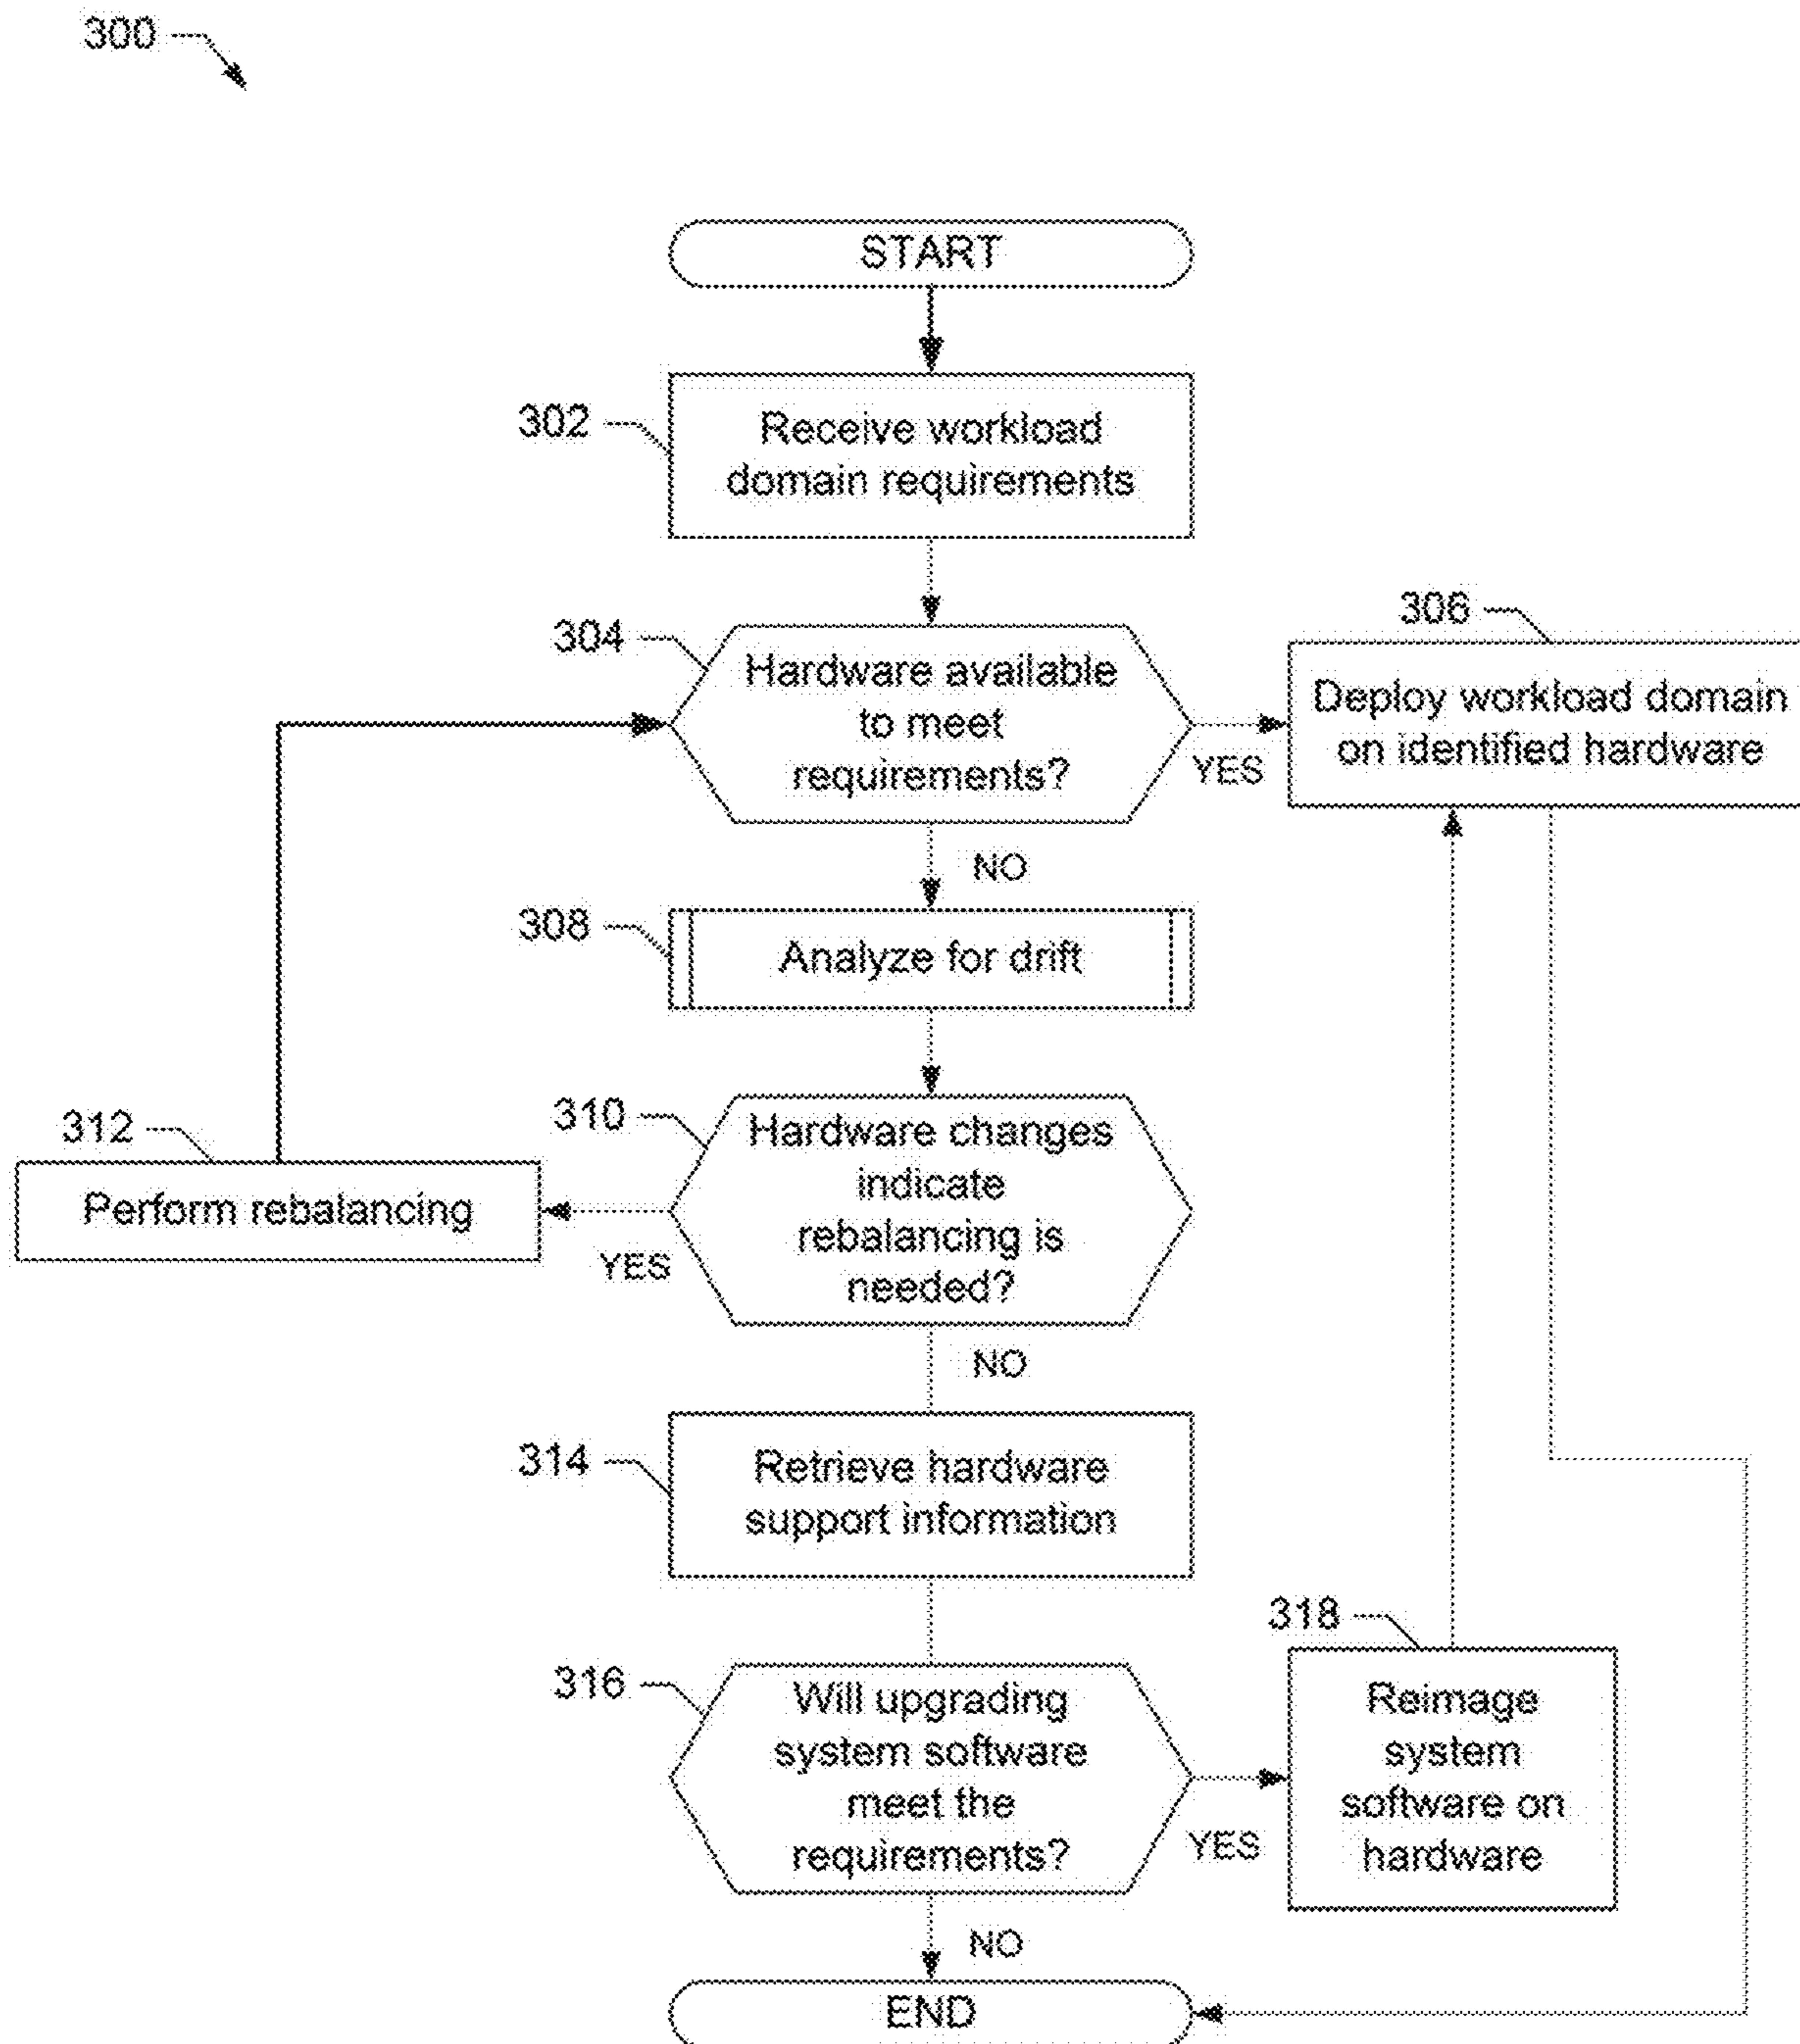 300
START
302
Receive workload
domain requirements
304
Hardware available
to meet
requirements?
YES
306
Deploy workload domain
on identified hardware
NO
308
Analyze for drift
310
Hardware changes
indicate
rebalancing is
needed?
YES
312
Perform rebalancing
NO
314
Retrieve hardware
support information
316
Will upgrading
system software
meet the
requirements?
YES
318
Reimage
system
software on
hardware
NO
END